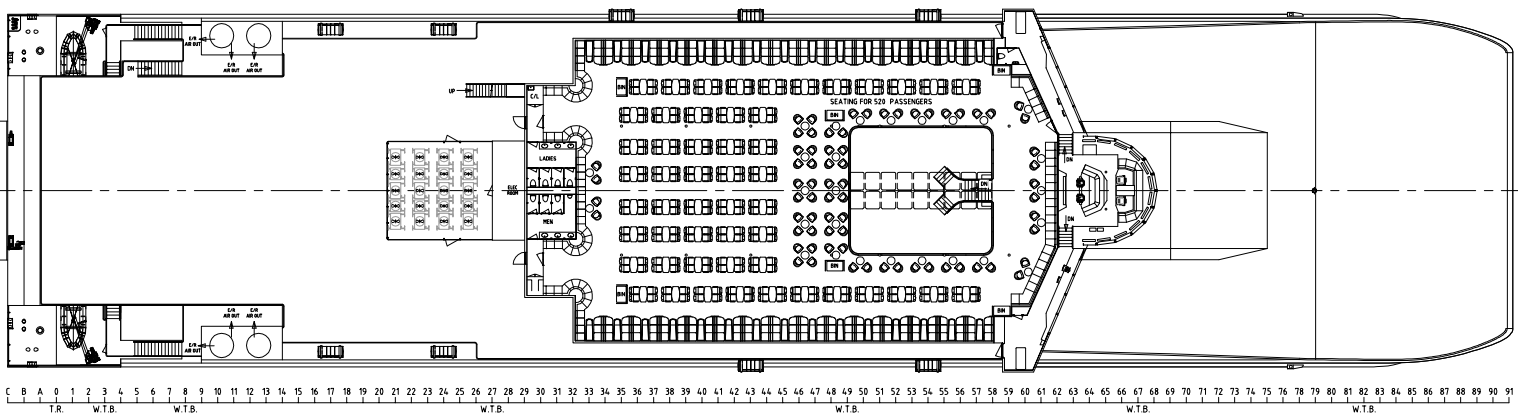 E/R
AIR OUT
E/R
AIR OUT
E/R
AIR OUT
DN
UP
C/L
BIN
BIN
SEATING FOR 520 PASSENGERS
BIN
LADIES
DN
ELEC
ROOM
DN
MEN
DN
BIN
BIN
BIN
E/R
AIR OUT
E/R
AIR OUT
E/R
AIR OUT
C B A 0 1 2 3 4 5 6 7 8 9 10 11 12 13 14 15 16 17 18 19 20 21 22 23 24 25 26 27 28 29 30 31 32 33 34 35 36 37 38 39 40 41 42 43 44 45 46 47 48 49 50 51 52 53 54 55 56 57 58 59 60 61 62 63 64 65 66 67 68 69 70 71 72 73 74 75 76 77 78 79 80 81 82 83 84 85 86 87 88 89 90 91
T.R. W.T.B. W.T.B. W.T.B. W.T.B. W.T.B. W.T.B.